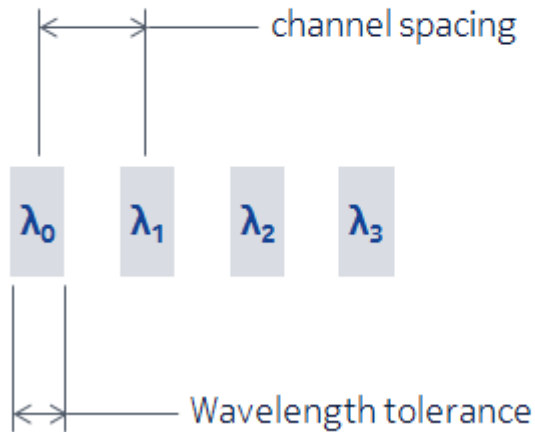 channel spacing
λ₀ λ₁ λ₂ λ₃
Wavelength tolerance